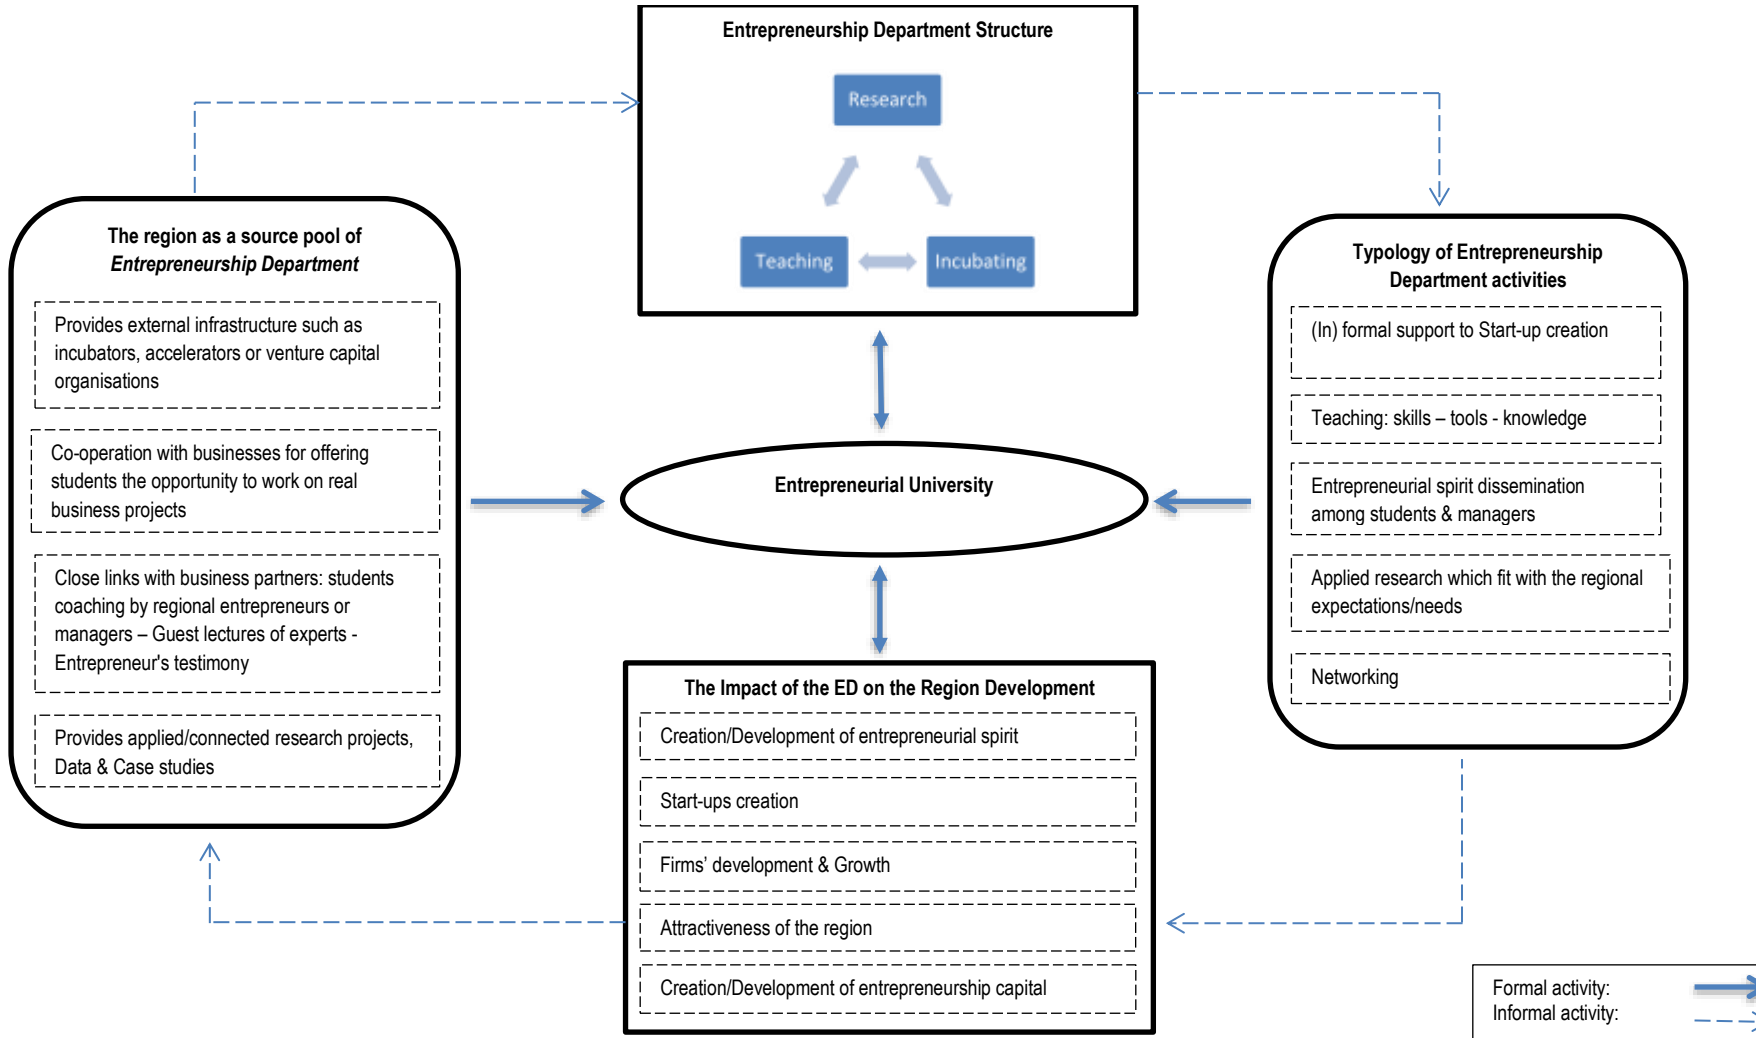 Entrepreneurship Department Structure
Research
Teaching
Incubating
The region as a source pool of
Entrepreneurship Department
Provides external infrastructure such as
incubators, accelerators or venture capital
organisations
Co-operation with businesses for offering
students the opportunity to work on real
business projects
Close links with business partners: students
coaching by regional entrepreneurs or
managers – Guest lectures of experts -
Entrepreneur's testimony
Provides applied/connected research projects,
Data & Case studies
Entrepreneurial University
Typology of Entrepreneurship
Department activities
(In) formal support to Start-up creation
Teaching: skills – tools - knowledge
Entrepreneurial spirit dissemination
among students & managers
Applied research which fit with the regional
expectations/needs
Networking
The Impact of the ED on the Region Development
Creation/Development of entrepreneurial spirit
Start-ups creation
Firms’ development & Growth
Attractiveness of the region
Creation/Development of entrepreneurship capital
Formal activity:
Informal activity: